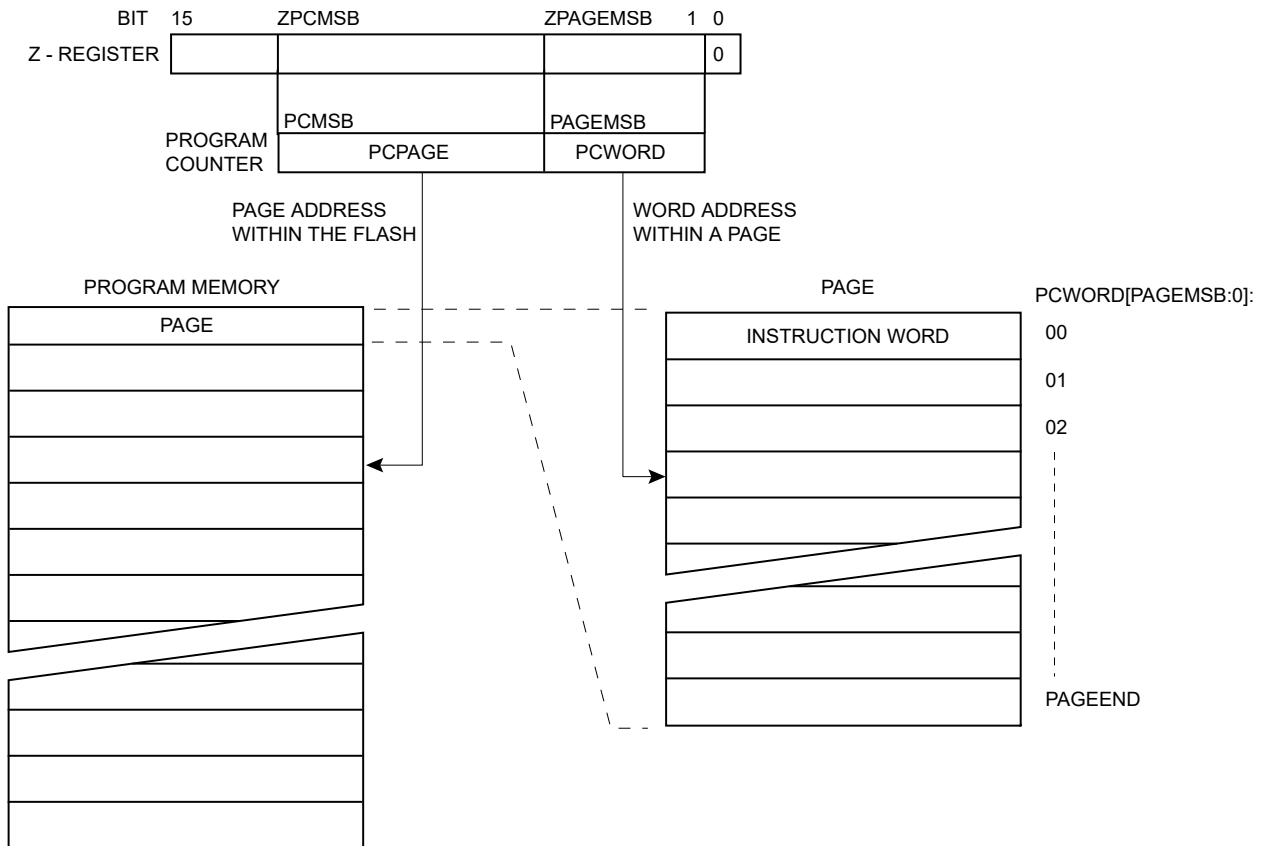 BIT 15 ZPCMSB ZPAGEMSB 1 0
Z - REGISTER 0
PCMSB PAGEMSB
PROGRAM
COUNTER
PCPAGE PCWORD
PAGE ADDRESS
WITHIN THE FLASH
WORD ADDRESS
WITHIN A PAGE
PROGRAM MEMORY
PAGE
PAGE
PCWORD[PAGEMSB:0]:
INSTRUCTION WORD 00
01
02
PAGEEND